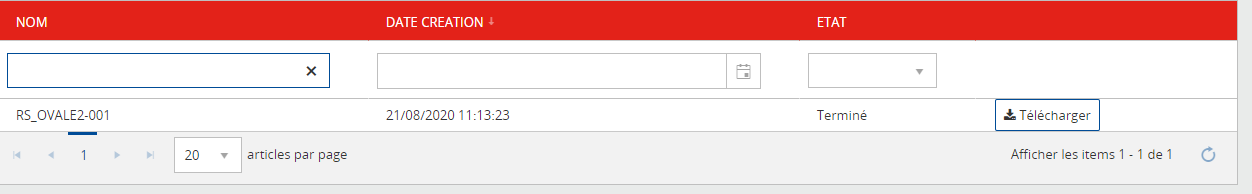 NOM DATE CREATION ETAT
RS_OVALE2-001 21/08/2020 11:13:23 Terminé Télécharger
1 20 articles par page Afficher les items 1 - 1 de 1